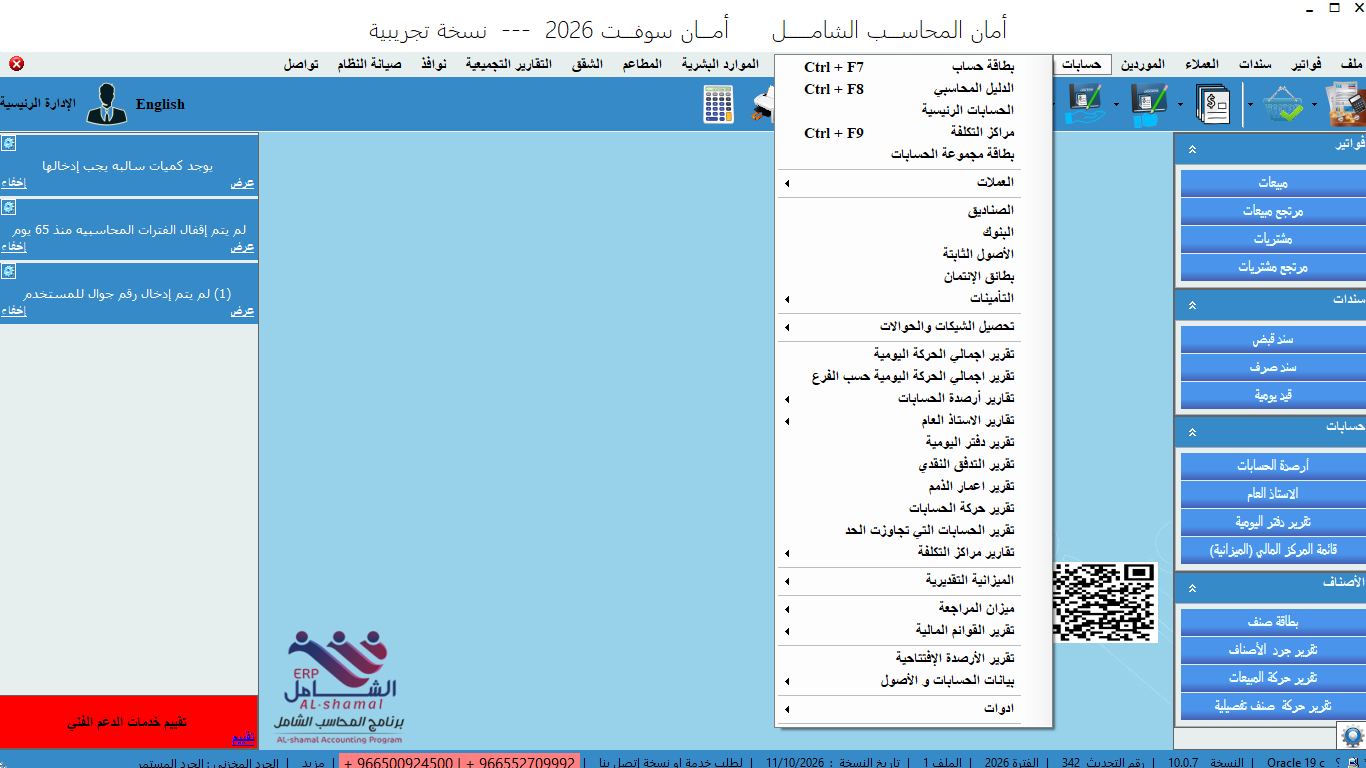 أمان المحاسـب الشامـــل أمــان سوفــت 2026 --- نسخة تجريبية
ملف فواتير سندات العملاء الموردين حسابات الموارد البشرية المطاعم الشقق التقارير التجميعية نوافذ صيانة النظام تواصل
English
الإدارة الرئيسية
بطاقة حساب Ctrl + F7
الدليل المحاسبي Ctrl + F8
الحسابات الرئيسية
مراكز التكلفة Ctrl + F9
بطاقة مجموعة الحسابات
العملات
الصناديق
البنوك
الأصول الثابتة
بطائق الإئتمان
التأمينات
تحصيل الشيكات والحوالات
تقرير اجمالي الحركة اليومية
تقرير اجمالي الحركة اليومية حسب الفرع
تقارير أرصدة الحسابات
تقارير الاستاذ العام
تقرير دفتر اليومية
تقرير التدفق النقدي
تقرير اعمار الذمم
تقرير حركة الحسابات
تقرير الحسابات التي تجاوزت الحد
تقارير مراكز التكلفة
الميزانية التقديرية
ميزان المراجعة
تقرير القوائم المالية
تقرير الأرصدة الإفتتاحية
بيانات الحسابات و الأصول
ادوات
فواتير
مبيعات
مرتجع مبيعات
مشتريات
مرتجع مشتريات
سندات
سند قبض
سند صرف
قيد يومية
حسابات
أرصدة الحسابات
الاستاذ العام
تقرير دفتر اليومية
قائمة المركز المالي (الميزانية)
الأصناف
بطاقة صنف
تقرير جرد الأصناف
تقرير حركة المبيعات
تقرير حركة صنف تفصيلية
يوجد كميات سالبه يجب إدخالها
عرض إخفاء
لم يتم إقفال الفترات المحاسبيه منذ 65 يوم
عرض إخفاء
(1) لم يتم إدخال رقم جوال للمستخدم
عرض إخفاء
ERP
الشامل
AL-shamal
برنامج المحاسب الشامل
AL-shamal Accounting Program
تقييم خدمات الدعم الفني
تقييم
؟ | Oracle 19 c | النسخة 10.0.7 | رقم التحديث 342 | الفترة 2026 | الملف 1 | تاريخ النسخة : 11/10/2026 | لطلب خدمة او نسخة إتصل بنا | + 966500924500 | + 966552709992 | مزيد | الجرد المخزني : الجرد المستمر